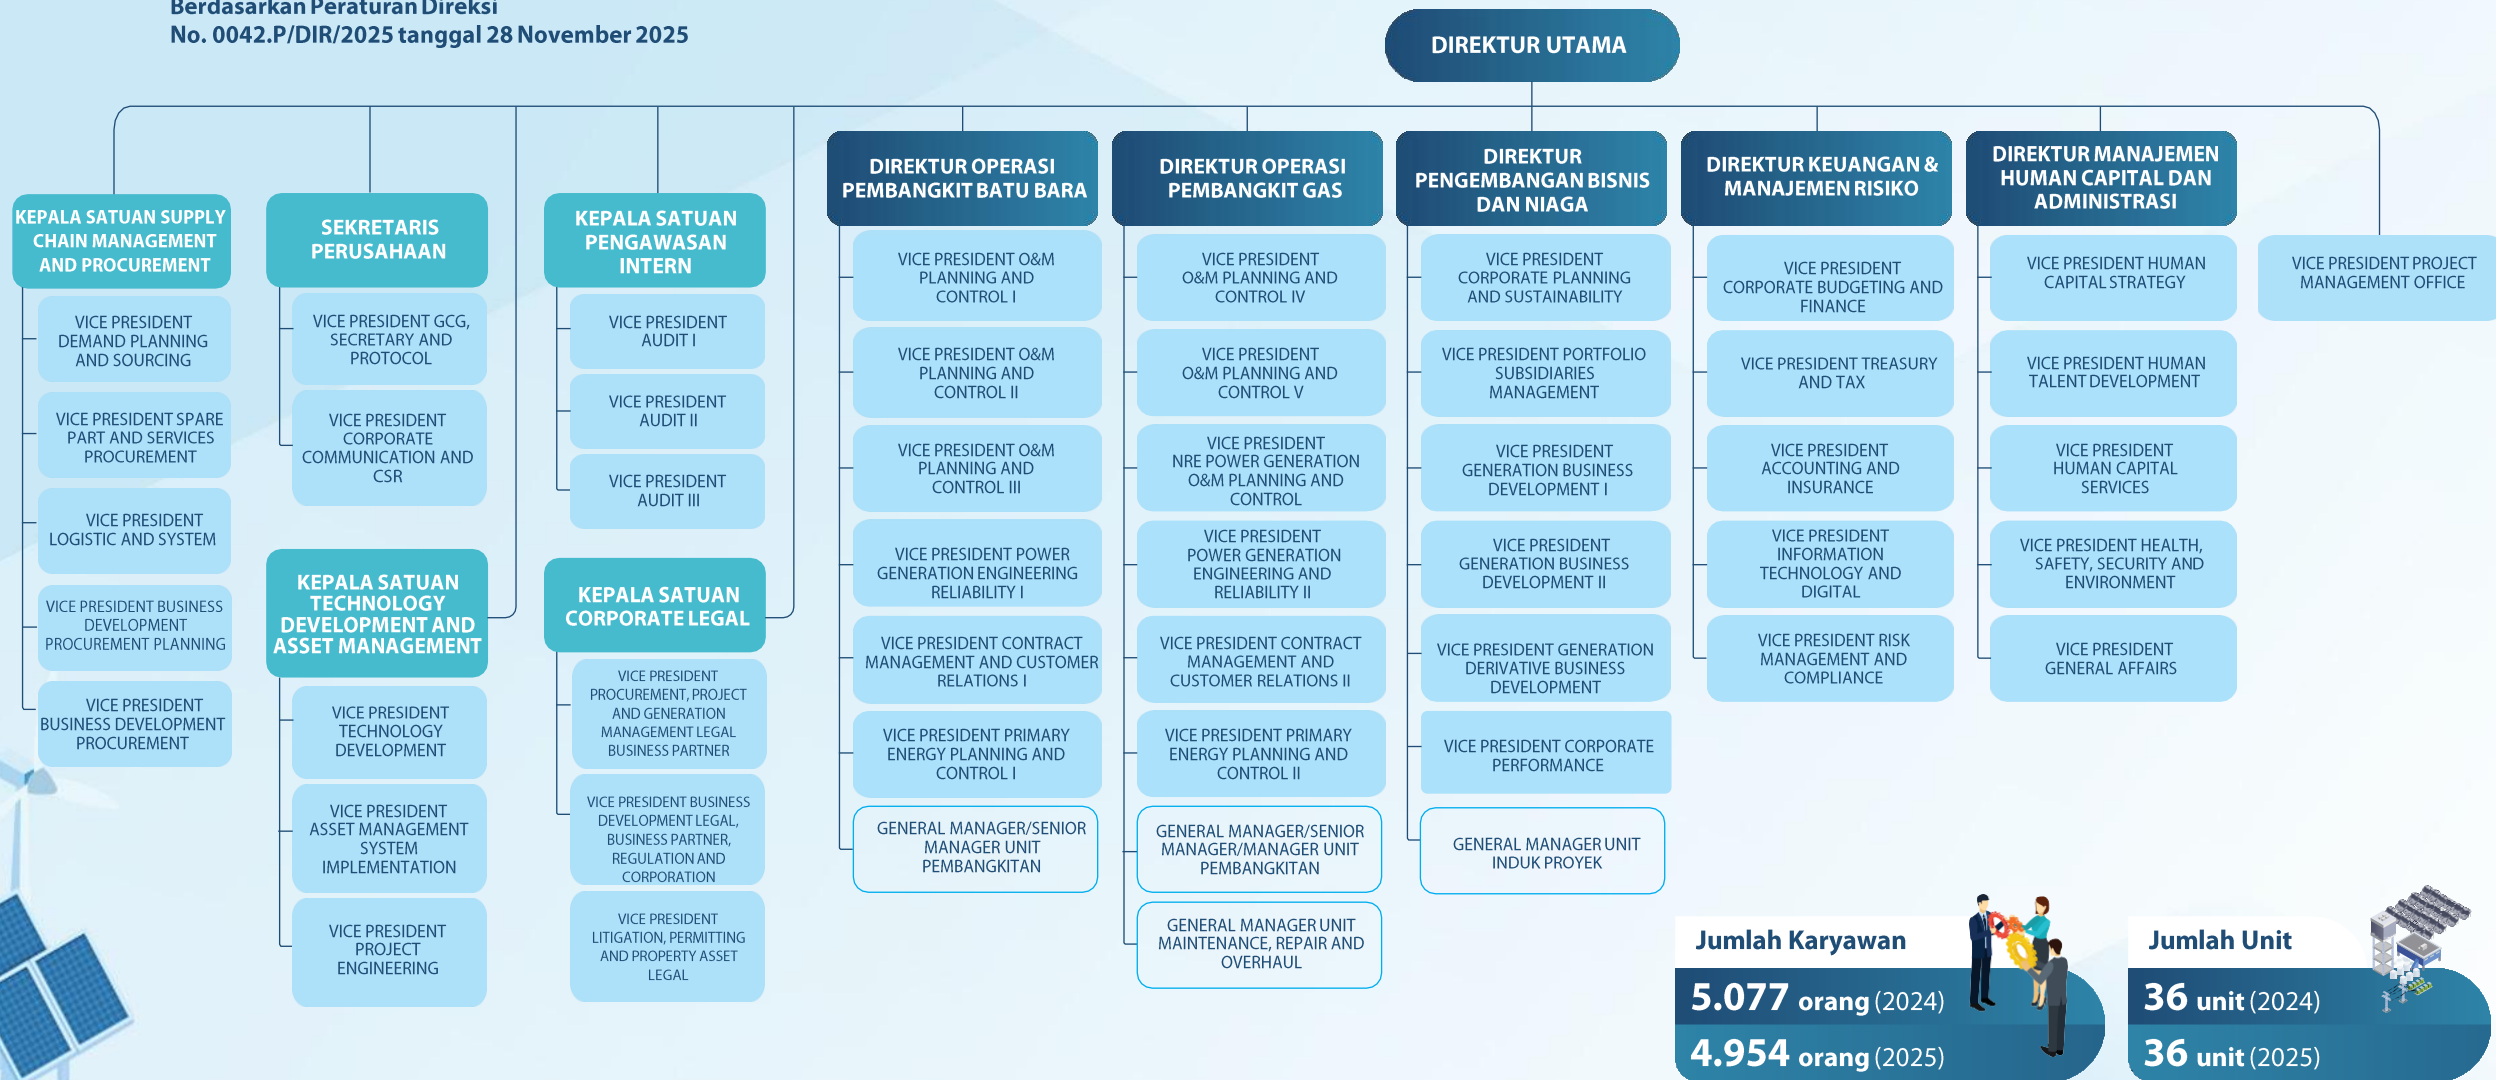 Berdasarkan Peraturan Direksi
No. 0042.P/DIR/2025 tanggal 28 November 2025
DIREKTUR UTAMA
KEPALA SATUAN SUPPLY
CHAIN MANAGEMENT
AND PROCUREMENT
VICE PRESIDENT
DEMAND PLANNING
AND SOURCING
VICE PRESIDENT SPARE
PART AND SERVICES
PROCUREMENT
VICE PRESIDENT
LOGISTIC AND SYSTEM
VICE PRESIDENT BUSINESS
DEVELOPMENT
PROCUREMENT PLANNING
VICE PRESIDENT
BUSINESS DEVELOPMENT
PROCUREMENT
SEKRETARIS
PERUSAHAAN
VICE PRESIDENT GCG,
SECRETARY AND
PROTOCOL
VICE PRESIDENT
CORPORATE
COMMUNICATION AND
CSR
KEPALA SATUAN
TECHNOLOGY
DEVELOPMENT AND
ASSET MANAGEMENT
VICE PRESIDENT
TECHNOLOGY
DEVELOPMENT
VICE PRESIDENT
ASSET MANAGEMENT
SYSTEM
IMPLEMENTATION
VICE PRESIDENT
PROJECT
ENGINEERING
KEPALA SATUAN
PENGAWASAN
INTERN
VICE PRESIDENT
AUDIT I
VICE PRESIDENT
AUDIT II
VICE PRESIDENT
AUDIT III
KEPALA SATUAN
CORPORATE LEGAL
VICE PRESIDENT
PROCUREMENT, PROJECT
AND GENERATION
MANAGEMENT LEGAL
BUSINESS PARTNER
VICE PRESIDENT BUSINESS
DEVELOPMENT LEGAL,
BUSINESS PARTNER,
REGULATION AND
CORPORATION
VICE PRESIDENT
LITIGATION, PERMITTING
AND PROPERTY ASSET
LEGAL
DIREKTUR OPERASI
PEMBANGKIT BATU BARA
VICE PRESIDENT O&M
PLANNING AND
CONTROL I
VICE PRESIDENT O&M
PLANNING AND
CONTROL II
VICE PRESIDENT O&M
PLANNING AND
CONTROL III
VICE PRESIDENT POWER
GENERATION ENGINEERING
RELIABILITY I
VICE PRESIDENT CONTRACT
MANAGEMENT AND CUSTOMER
RELATIONS I
VICE PRESIDENT PRIMARY
ENERGY PLANNING AND
CONTROL I
GENERAL MANAGER/SENIOR
MANAGER UNIT
PEMBANGKITAN
DIREKTUR OPERASI
PEMBANGKIT GAS
VICE PRESIDENT
O&M PLANNING AND
CONTROL IV
VICE PRESIDENT
O&M PLANNING AND
CONTROL V
VICE PRESIDENT
NRE POWER GENERATION
O&M PLANNING AND
CONTROL
VICE PRESIDENT
POWER GENERATION
ENGINEERING AND
RELIABILITY II
VICE PRESIDENT CONTRACT
MANAGEMENT AND
CUSTOMER RELATIONS II
VICE PRESIDENT PRIMARY
ENERGY PLANNING AND
CONTROL II
GENERAL MANAGER/SENIOR
MANAGER/MANAGER UNIT
PEMBANGKITAN
GENERAL MANAGER UNIT
MAINTENANCE, REPAIR AND
OVERHAUL
DIREKTUR
PENGEMBANGAN BISNIS
DAN NIAGA
VICE PRESIDENT
CORPORATE PLANNING
AND SUSTAINABILITY
VICE PRESIDENT PORTFOLIO
SUBSIDIARIES
MANAGEMENT
VICE PRESIDENT
GENERATION BUSINESS
DEVELOPMENT I
VICE PRESIDENT
GENERATION BUSINESS
DEVELOPMENT II
VICE PRESIDENT GENERATION
DERIVATIVE BUSINESS
DEVELOPMENT
VICE PRESIDENT CORPORATE
PERFORMANCE
GENERAL MANAGER UNIT
INDUK PROYEK
DIREKTUR KEUANGAN &
MANAJEMEN RISIKO
VICE PRESIDENT
CORPORATE BUDGETING AND
FINANCE
VICE PRESIDENT TREASURY
AND TAX
VICE PRESIDENT
ACCOUNTING AND
INSURANCE
VICE PRESIDENT
INFORMATION
TECHNOLOGY AND
DIGITAL
VICE PRESIDENT RISK
MANAGEMENT AND
COMPLIANCE
DIREKTUR MANAJEMEN
HUMAN CAPITAL DAN
ADMINISTRASI
VICE PRESIDENT HUMAN
CAPITAL STRATEGY
VICE PRESIDENT HUMAN
TALENT DEVELOPMENT
VICE PRESIDENT
HUMAN CAPITAL
SERVICES
VICE PRESIDENT HEALTH,
SAFETY, SECURITY AND
ENVIRONMENT
VICE PRESIDENT
GENERAL AFFAIRS
VICE PRESIDENT PROJECT
MANAGEMENT OFFICE
Jumlah Karyawan
5.077 orang (2024)
4.954 orang (2025)
Jumlah Unit
36 unit (2024)
36 unit (2025)